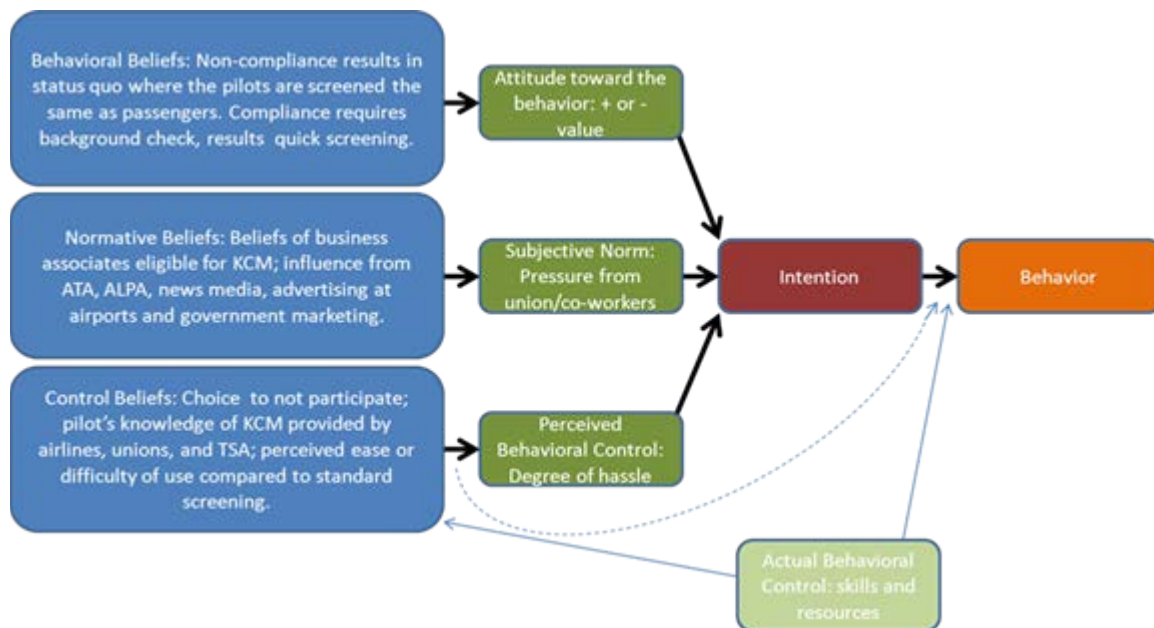 Behavioral Beliefs: Non-compliance results in
status quo where the pilots are screened the
same as passengers. Compliance requires
background check, results  quick screening.
Attitude toward the
behavior: + or -
value
Normative Beliefs: Beliefs of business
associates eligible for KCM; influence from
ATA, ALPA, news media, advertising at
airports and government marketing.
Subjective Norm:
Pressure from
union/co-workers
Intention
Behavior
Control Beliefs: Choice  to not participate;
pilot's knowledge of KCM provided by
airlines, unions, and TSA; perceived ease or
difficulty of use compared to standard
screening.
Perceived
Behavioral Control:
Degree of hassle
Actual Behavioral
Control: skills and
resources